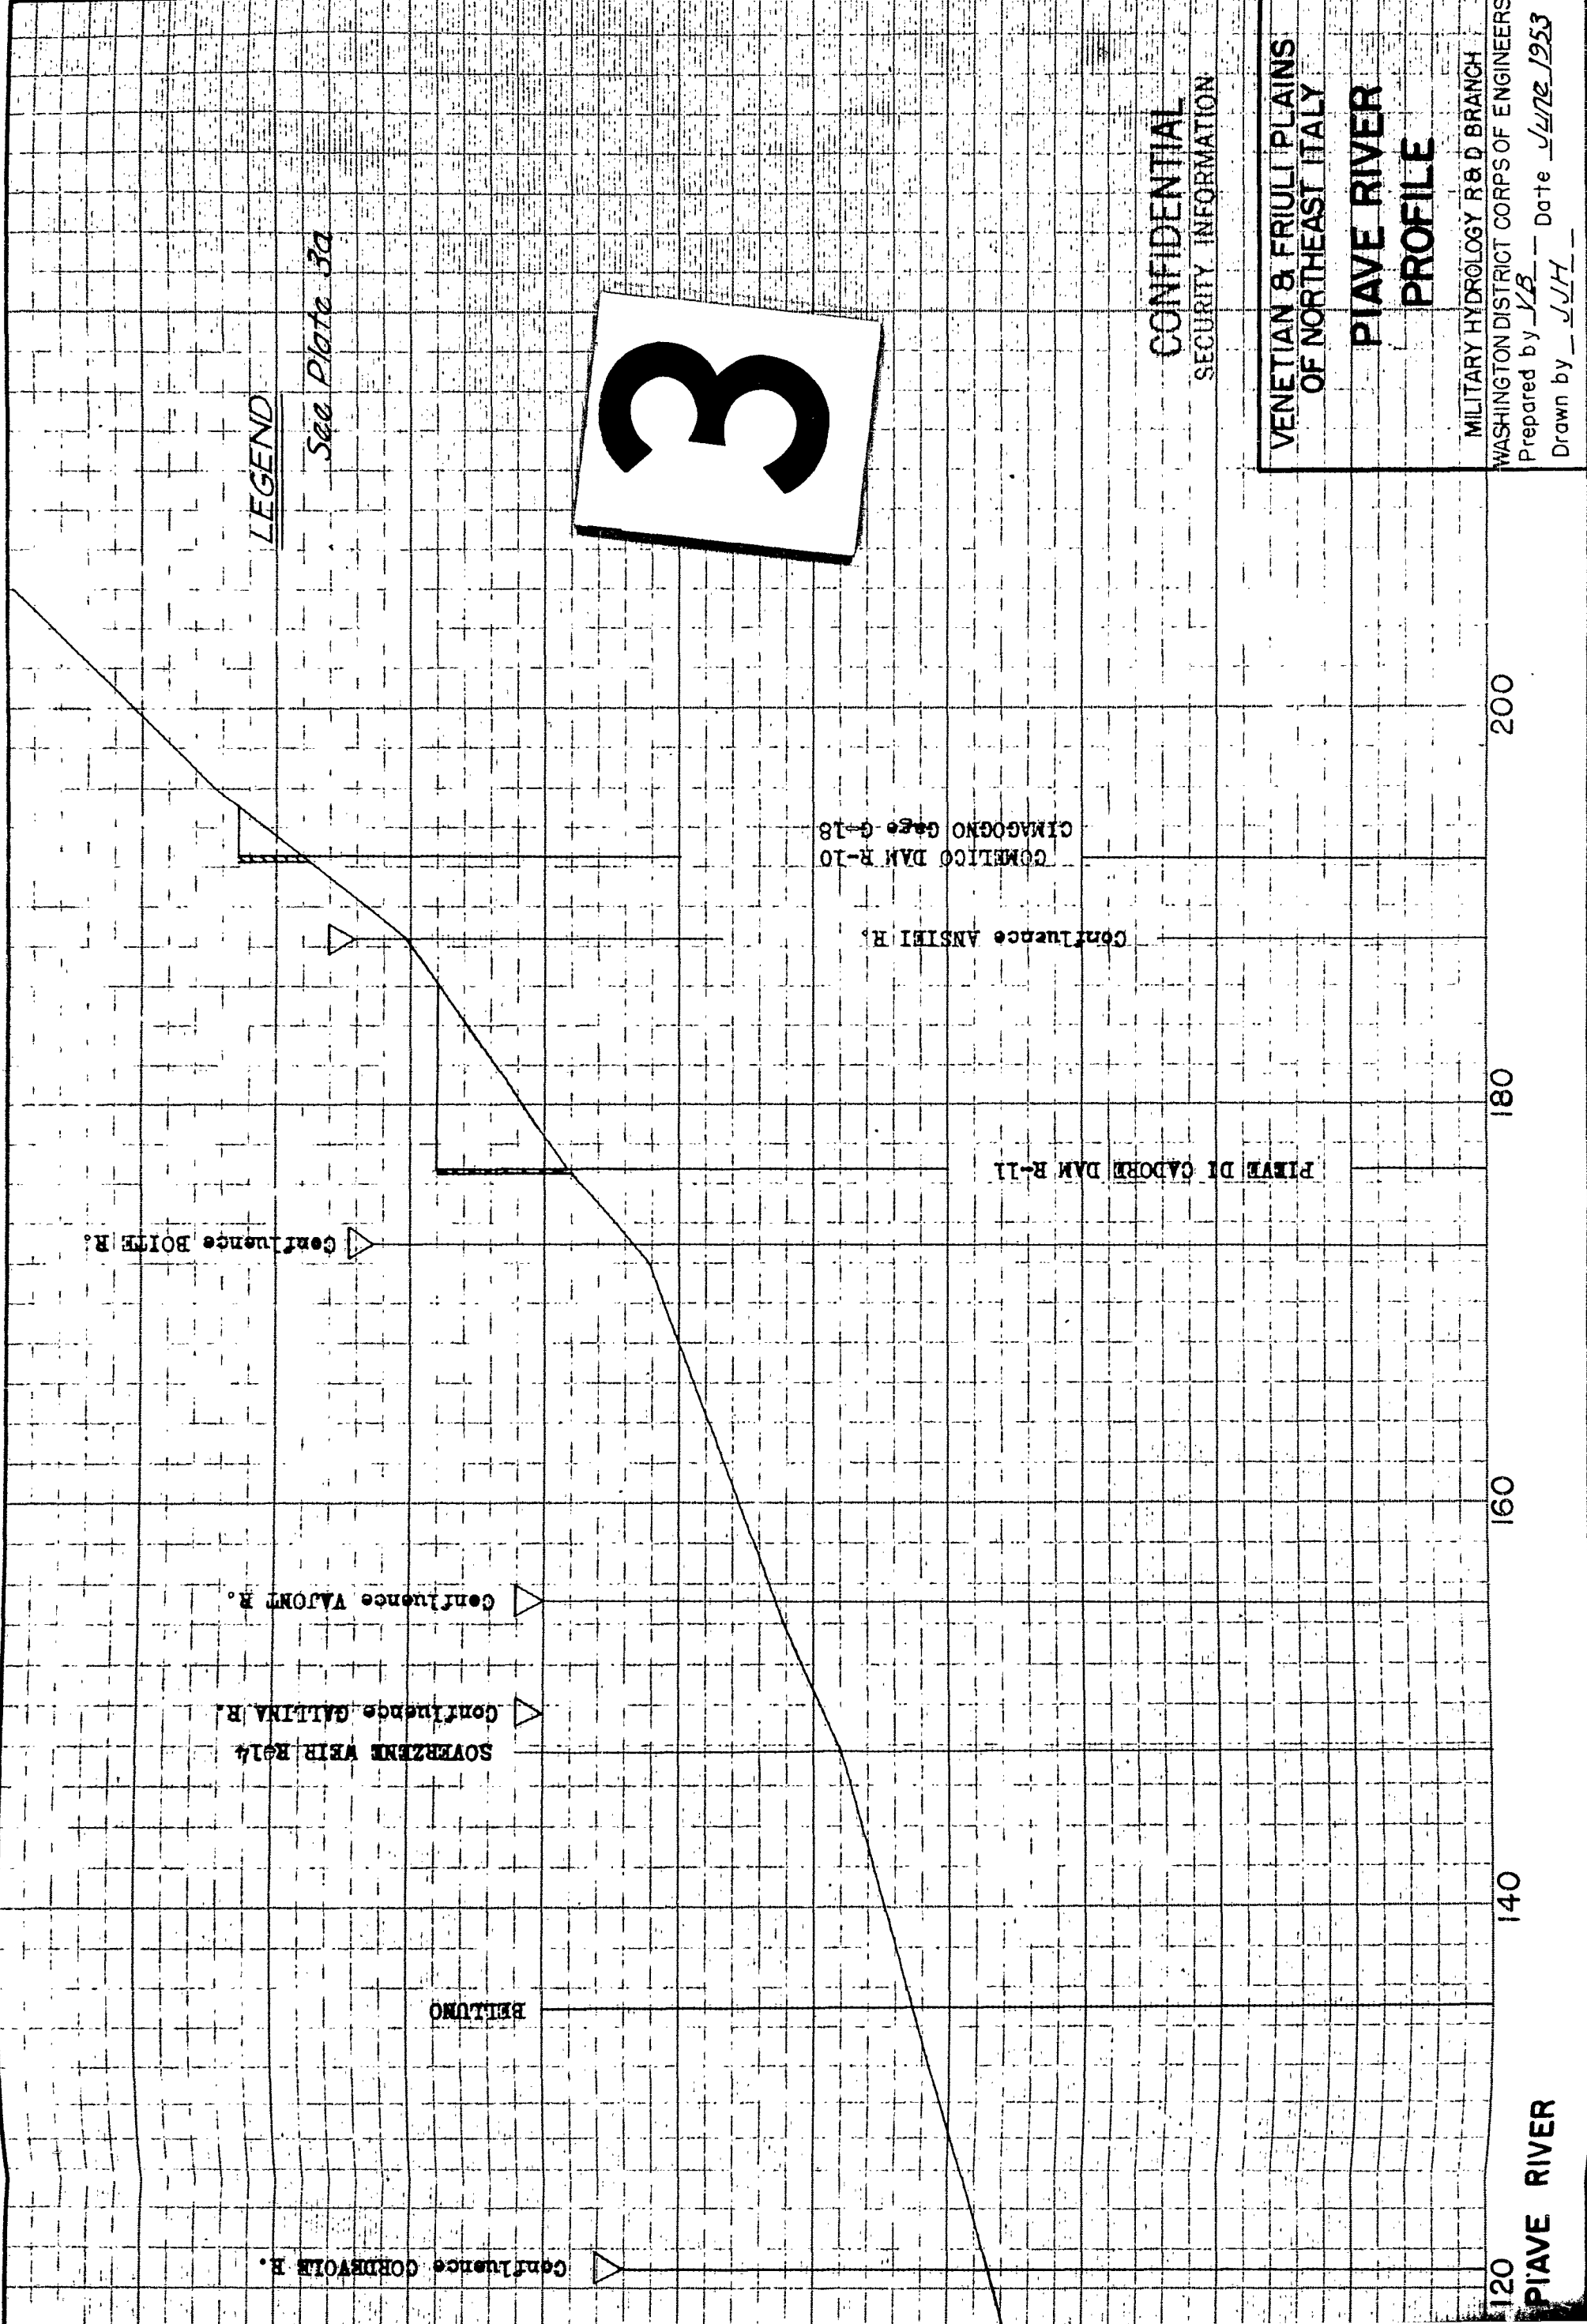 LEGEND
See Plate 3a
3
CONFIDENTIAL
SECURITY INFORMATION
VENETIAN & FRIULI PLAINS
OF NORTHEAST ITALY
PIAVE RIVER
PROFILE
MILITARY HYDROLOGY R & D BRANCH
WASHINGTON DISTRICT CORPS OF ENGINEERS
Prepared by VB Date June 1953
Drawn by JJH
Confluence CORDEVOLE R.
BELLUNO
SOVERZENE WEIR R-14
Confluence GALLINA R.
Confluence VAJONT R.
Confluence BOITE R.
PIEVE DI CADORE DAM R-11
Confluence ANSIEI R.
COMELICO DAM R-10
CIMAGOGNO Gage G-18
120
140
160
180
200
PIAVE RIVER